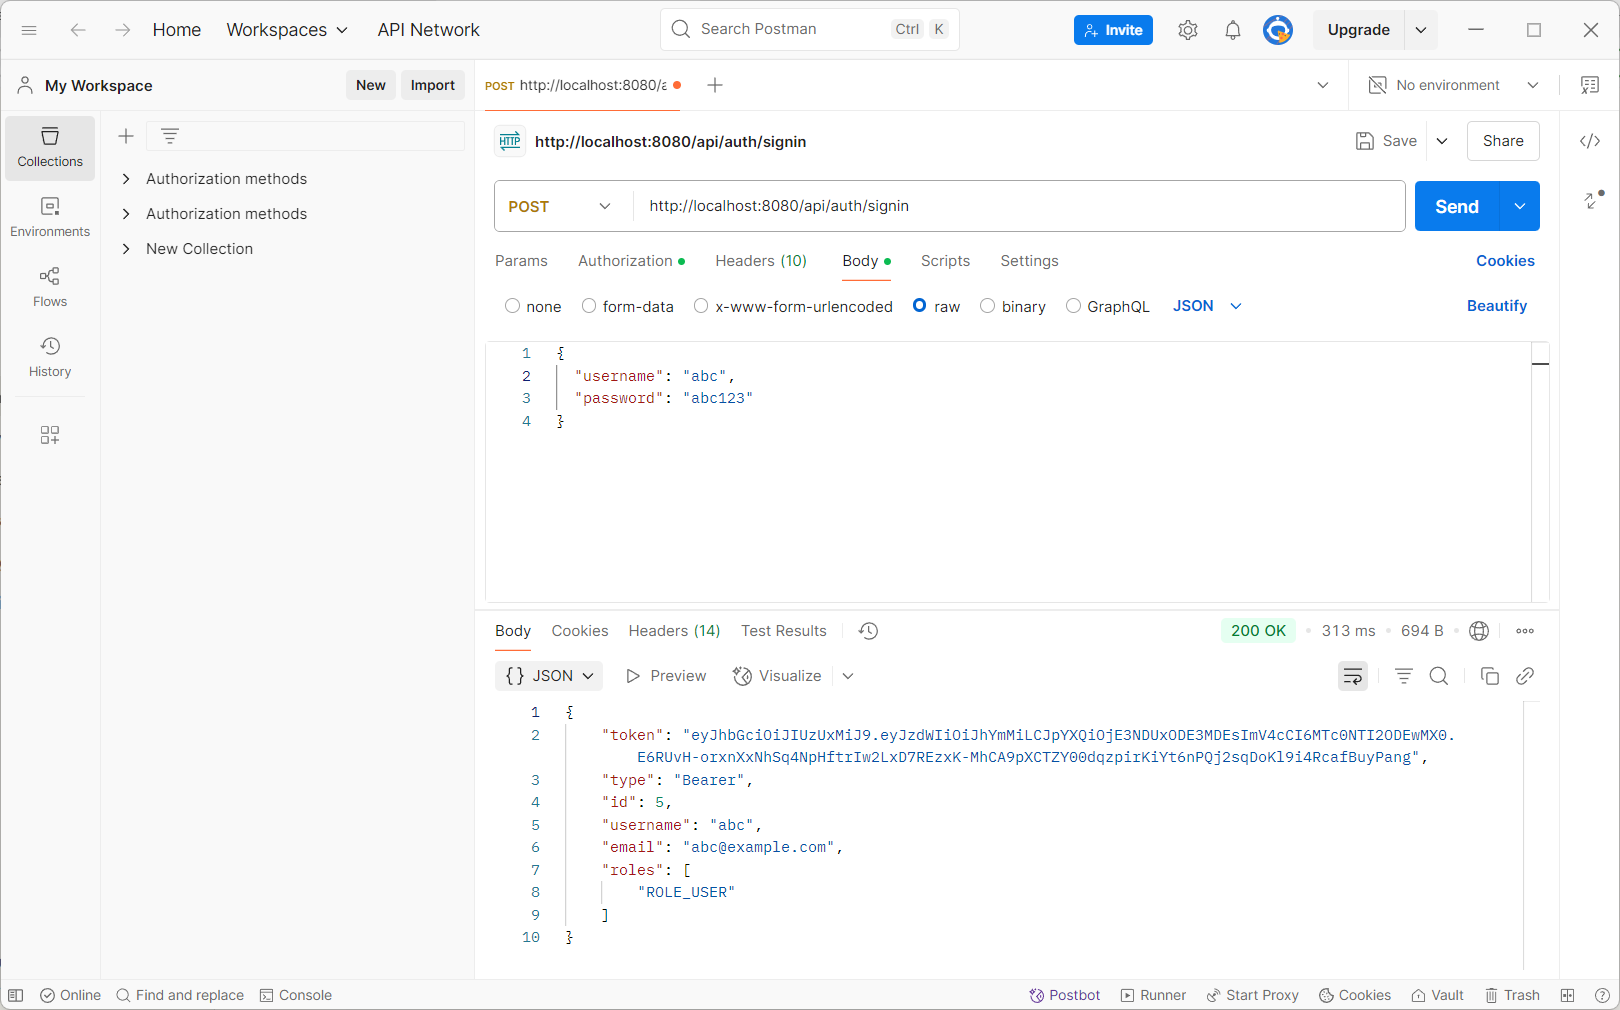 Home Workspaces API Network Search Postman Ctrl K Invite Upgrade
My Workspace New Import POST http://localhost:8080/a No environment
Collections
Environments
Flows
History
Authorization methods
Authorization methods
New Collection
HTTP http://localhost:8080/api/auth/signin Save Share
POST http://localhost:8080/api/auth/signin Send
Params Authorization Headers (10) Body Scripts Settings Cookies
none form-data x-www-form-urlencoded raw binary GraphQL JSON Beautify
1 {
2 "username": "abc",
3 "password": "abc123"
4 }
Body Cookies Headers (14) Test Results 200 OK 313 ms 694 B
{} JSON Preview Visualize
1 {
2 "token": "eyJhbGciOiJIUzUxMiJ9.eyJzdWIiOiJhYmMiLCJpYXQiOjE3NDUxODE3MDEsImV4cCI6MTc0NTI2ODEwMX0.
E6RUvH-orxnXxNhSq4NpHftrIw2LxD7REzxK-MhCA9pXCTZY00dqzpirKiYt6nPQj2sqDoKl9i4RcafBuyPang",
3 "type": "Bearer",
4 "id": 5,
5 "username": "abc",
6 "email": "abc@example.com",
7 "roles": [
8 "ROLE_USER"
9 ]
10 }
Online Find and replace Console Postbot Runner Start Proxy Cookies Vault Trash